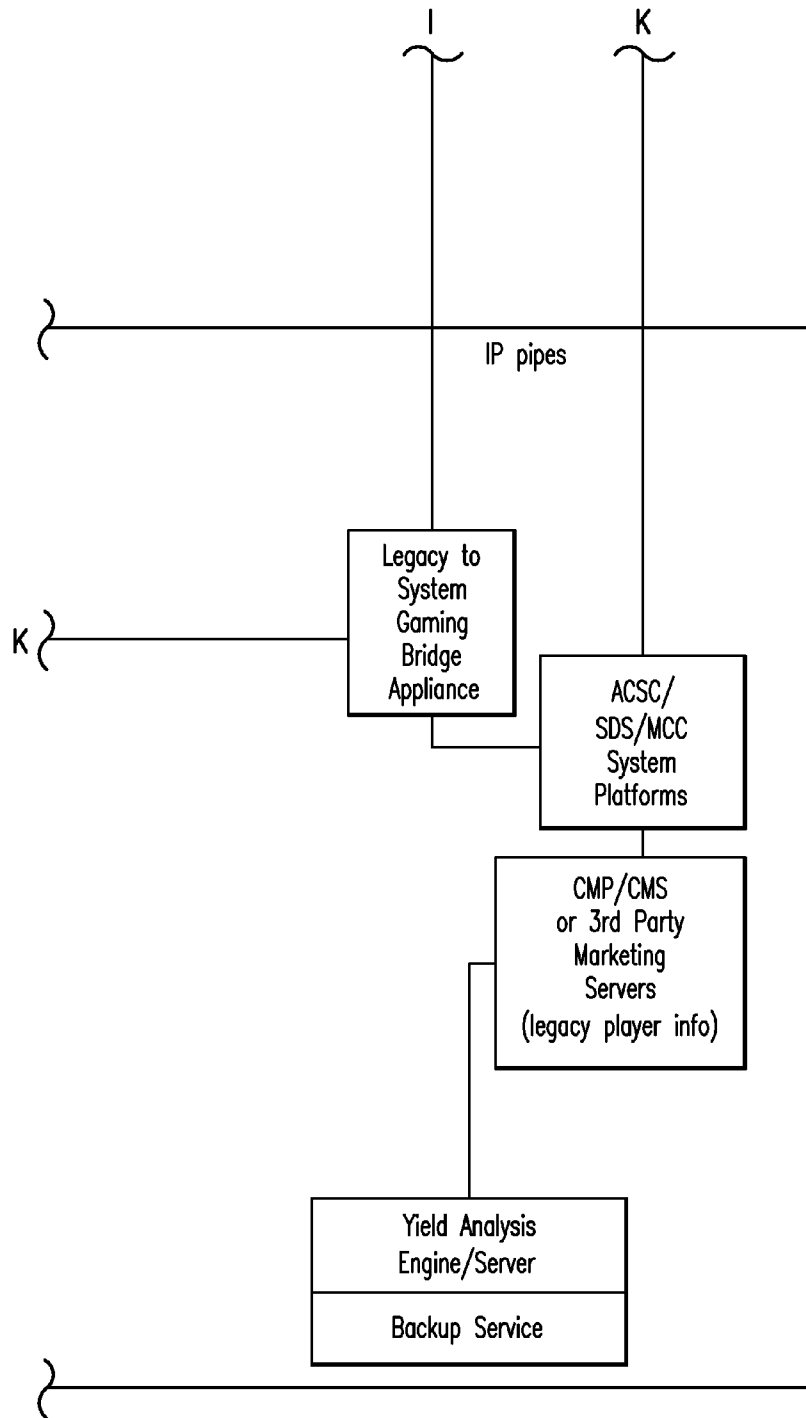 I
K
IP pipes
Legacy to
System
Gaming
Bridge
Appliance
K
ACSC/
SDS/MCC
System
Platforms
CMP/CMS
or 3rd Party
Marketing
Servers
(legacy player info)
Yield Analysis
Engine/Server
Backup Service